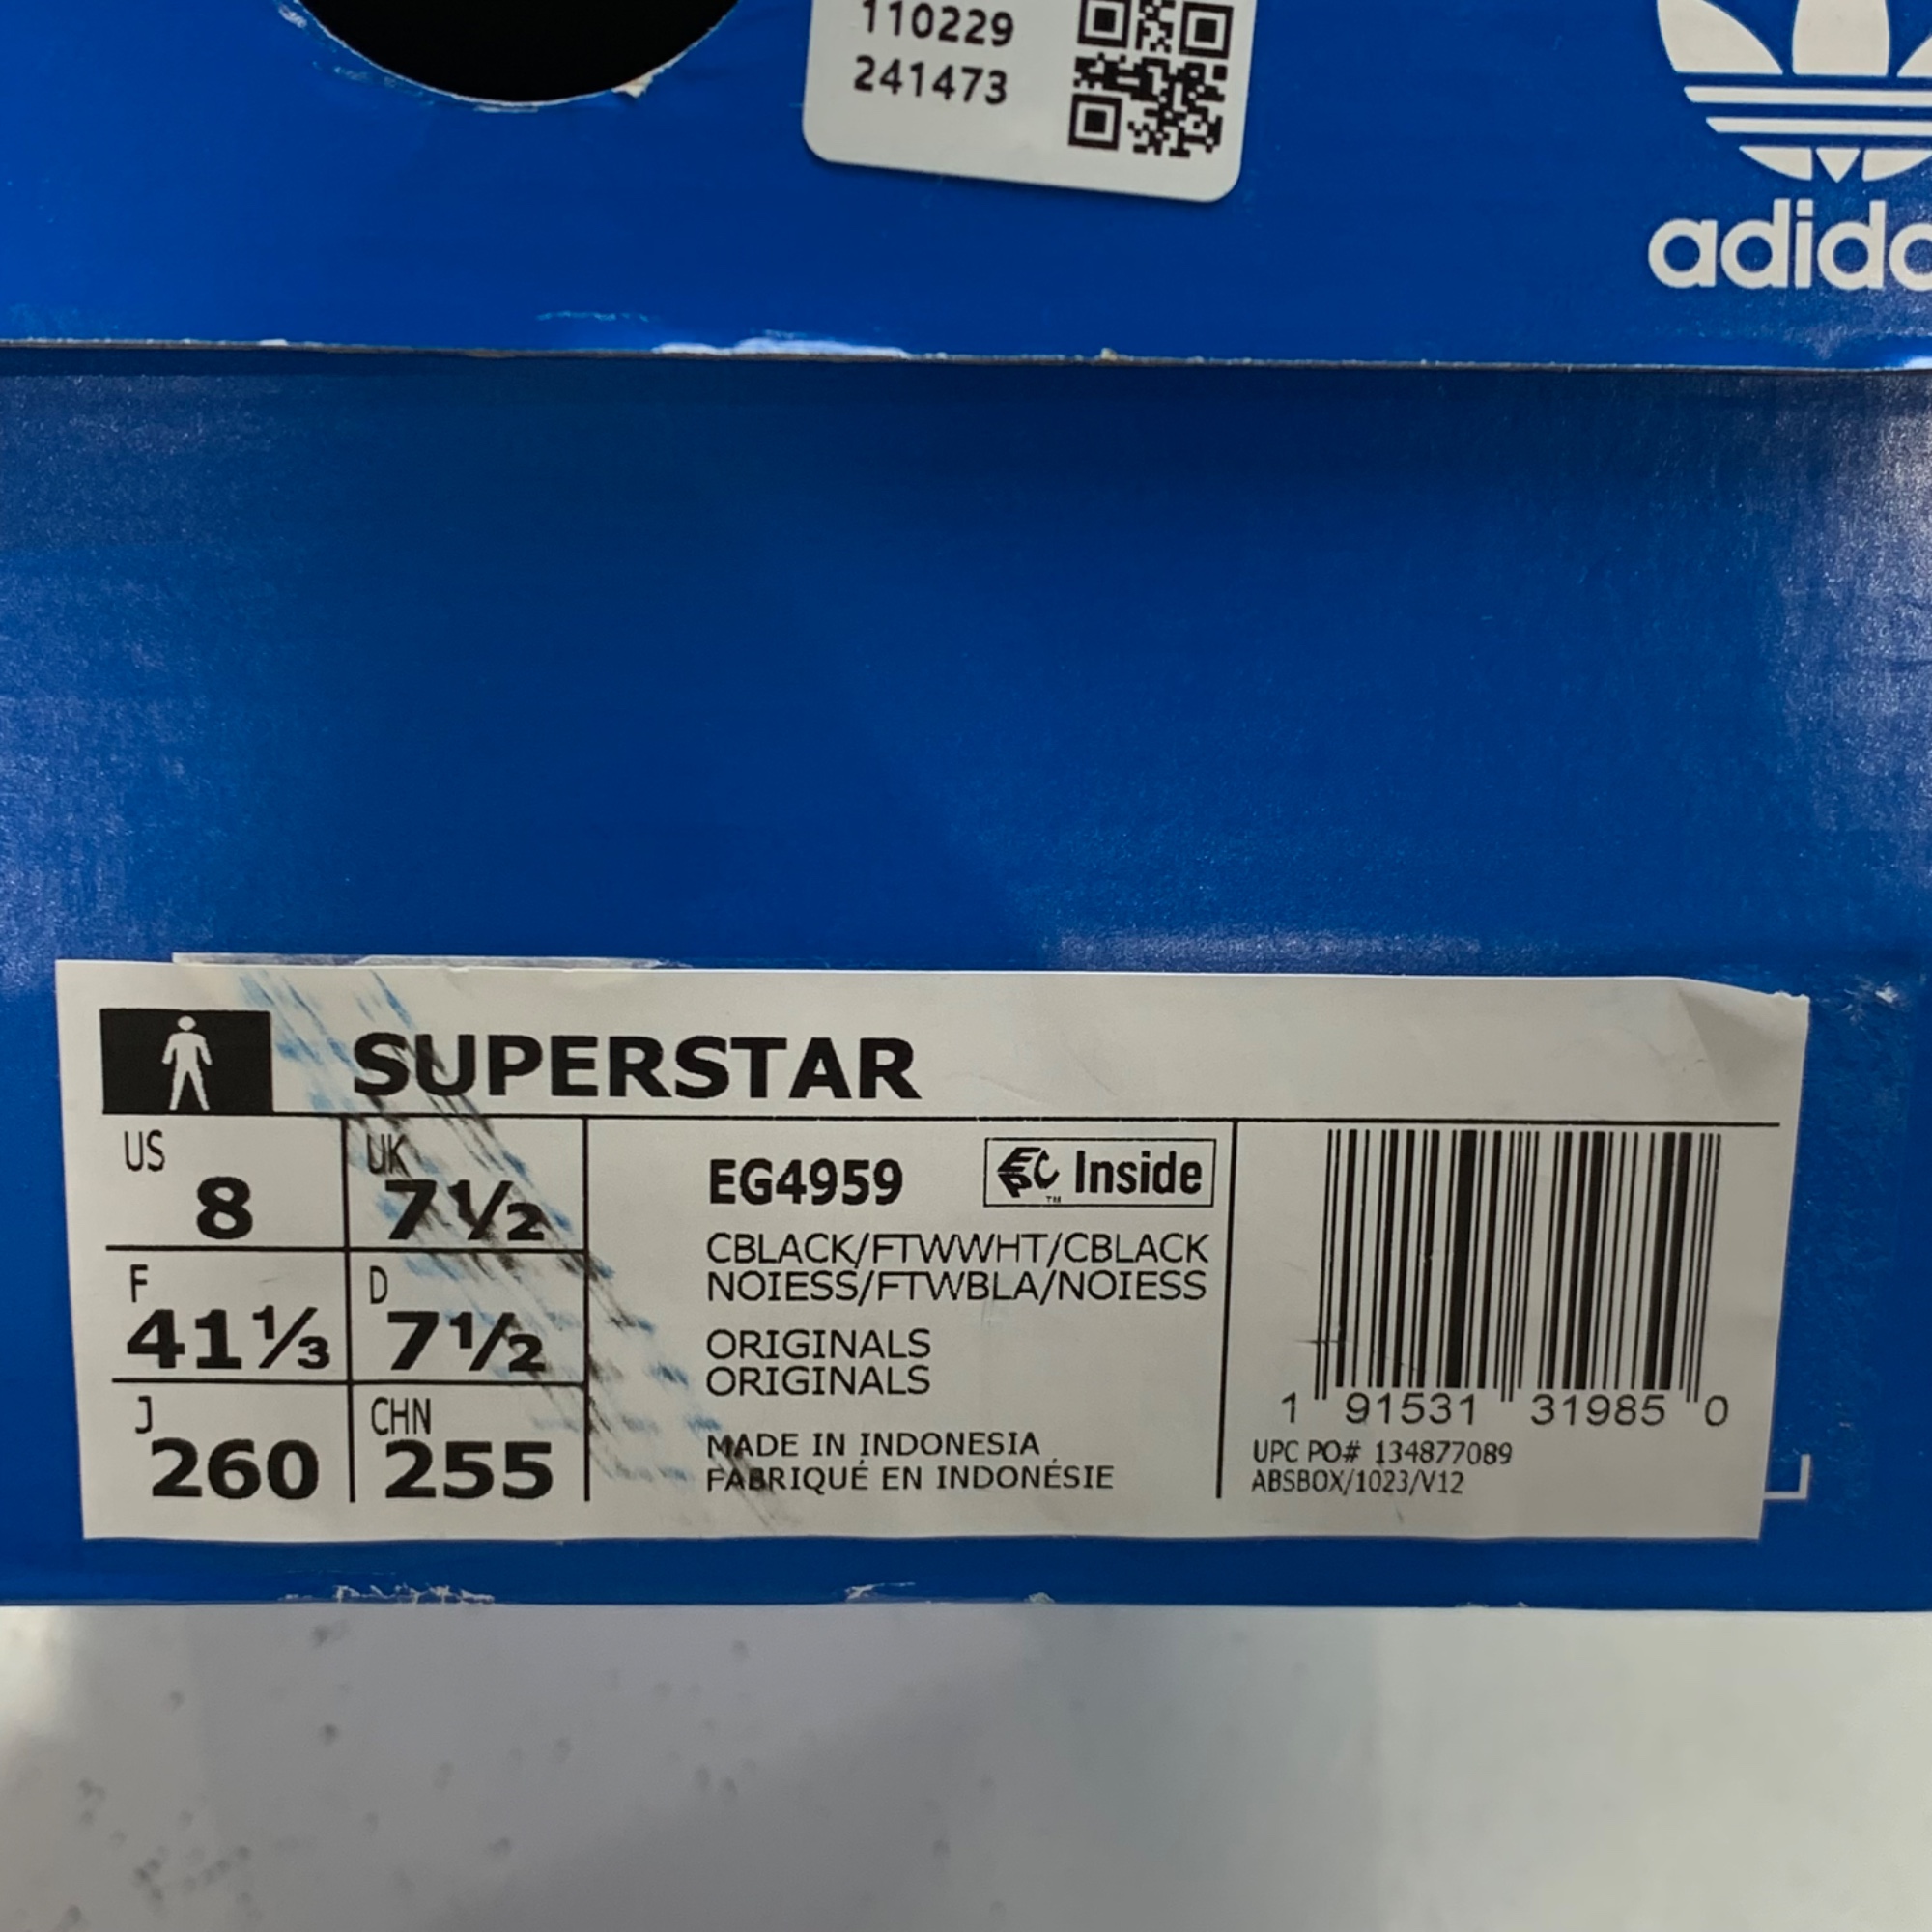 110229
241473
adida
SUPERSTAR
US
8
UK
7½
F
41⅓
D
7½
J
260
CHN
255
EG4959
EPC™ Inside
CBLACK/FTWWHT/CBLACK
NOIESS/FTWBLA/NOIESS
ORIGINALS
ORIGINALS
MADE IN INDONESIA
FABRIQUÉ EN INDONÉSIE
1 91531 31985 0
UPC PO# 134877089
ABSBOX/1023/V12